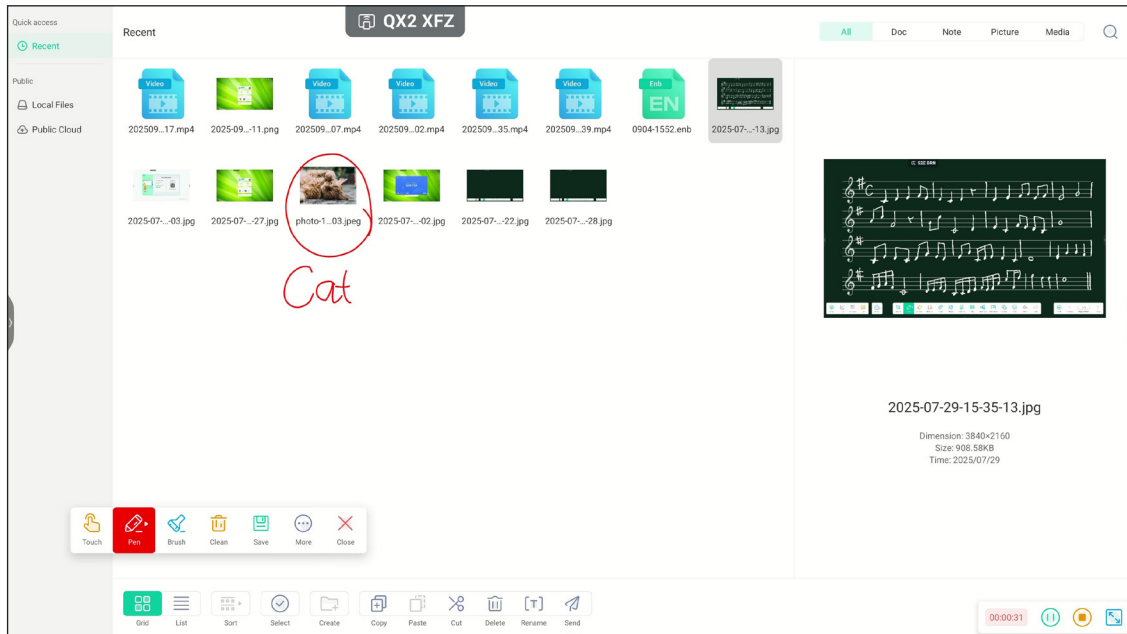 Quick access
QX2 XFZ
Recent
All Doc Note Picture Media
Recent
Public
Local Files
Public Cloud
Video Video Video Video Video Enb
EN
202509...17.mp4 2025-09...-11.png 202509...07.mp4 202509...02.mp4 202509...35.mp4 202509...39.mp4 0904-1552.enb 2025-07-...-13.jpg
2025-07-...-03.jpg 2025-07-...-27.jpg photo-1...03.jpeg 2025-07-...-02.jpg 2025-07-...-22.jpg 2025-07-...-28.jpg
Cat
2025-07-29-15-35-13.jpg
Dimension: 3840×2160
Size: 908.58KB
Time: 2025/07/29
Touch Pen Brush Clean Save More Close
Grid List Sort Select Create Copy Paste Cut Delete Rename Send
00:00:31